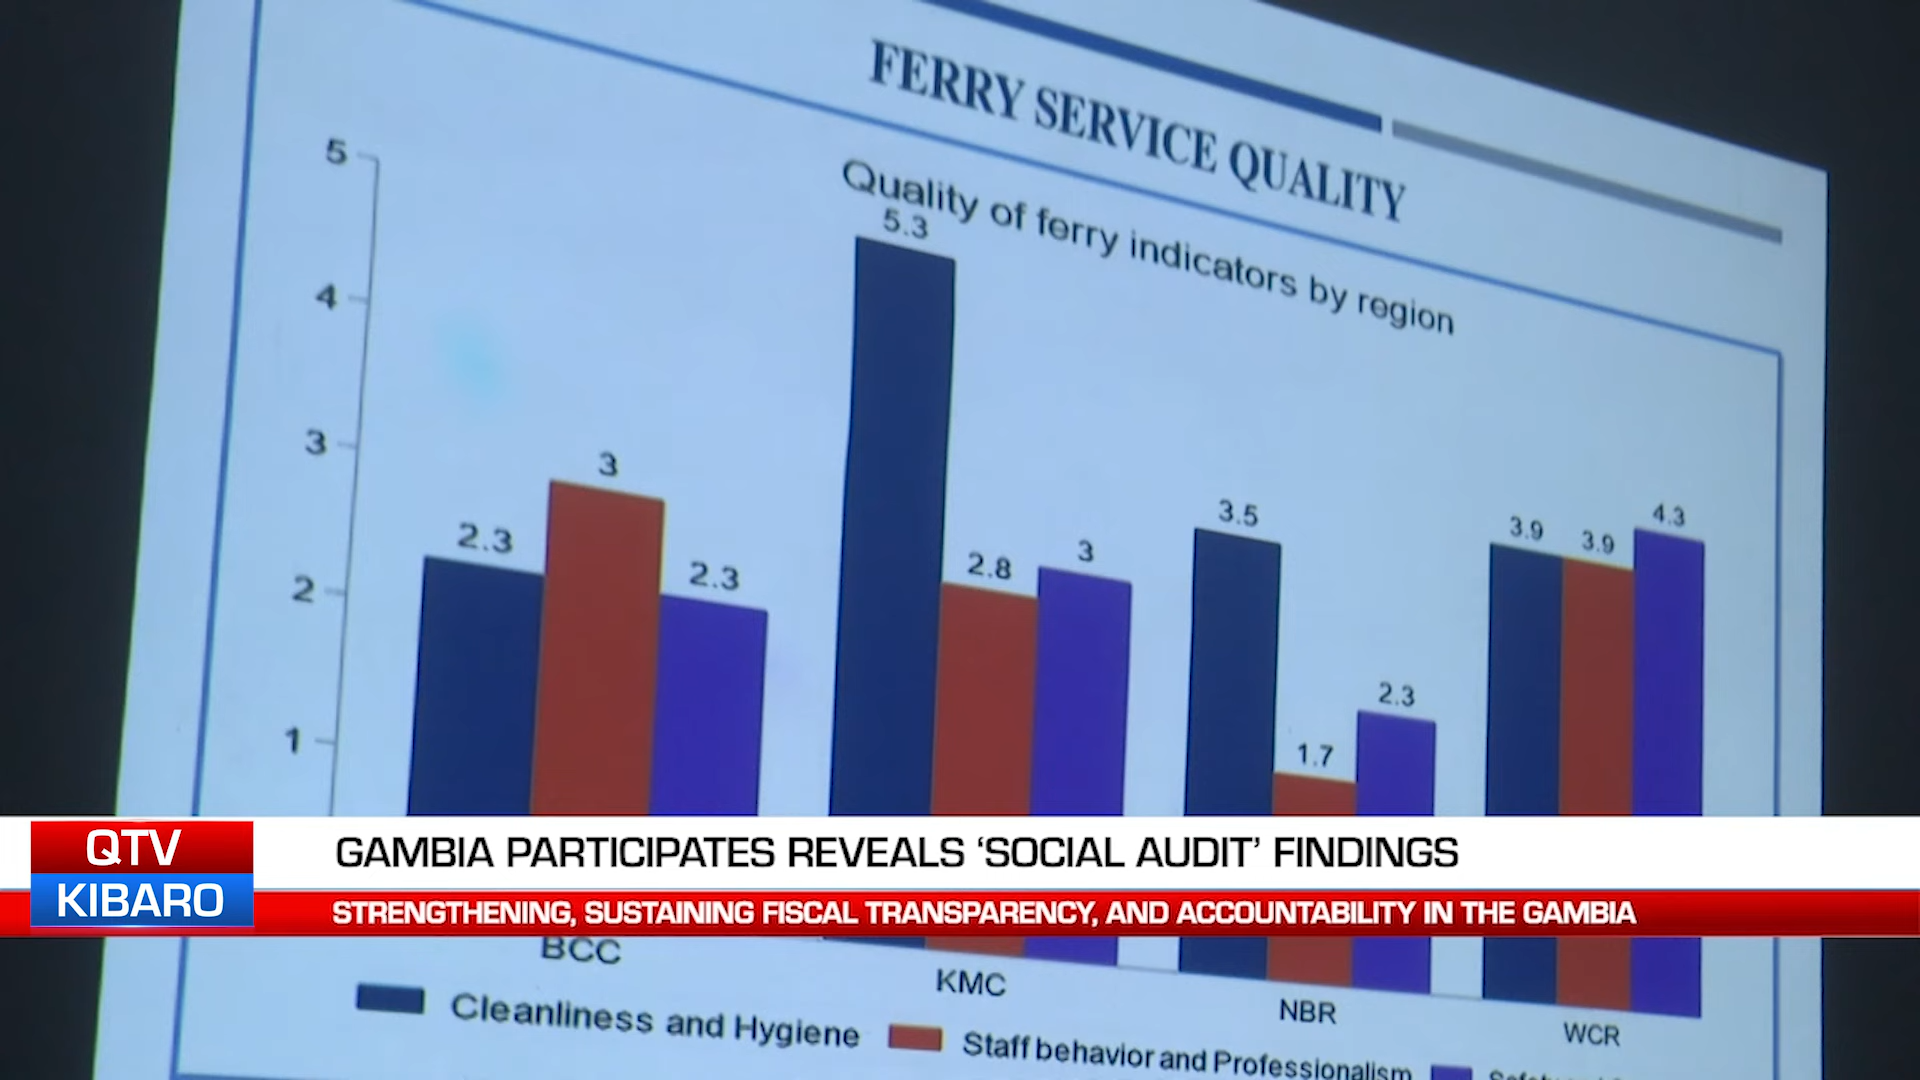 FERRY SERVICE QUALITY
Quality of ferry indicators by region
5
4
3
2
1
2.3
3
2.3
5.3
2.8
3
3.5
1.7
2.3
3.9
3.9
4.3
QTV
KIBARO
GAMBIA PARTICIPATES REVEALS ‘SOCIAL AUDIT’ FINDINGS
STRENGTHENING, SUSTAINING FISCAL TRANSPARENCY, AND ACCOUNTABILITY IN THE GAMBIA
BCC
KMC
NBR
WCR
Cleanliness and Hygiene
Staff behavior and Professionalism